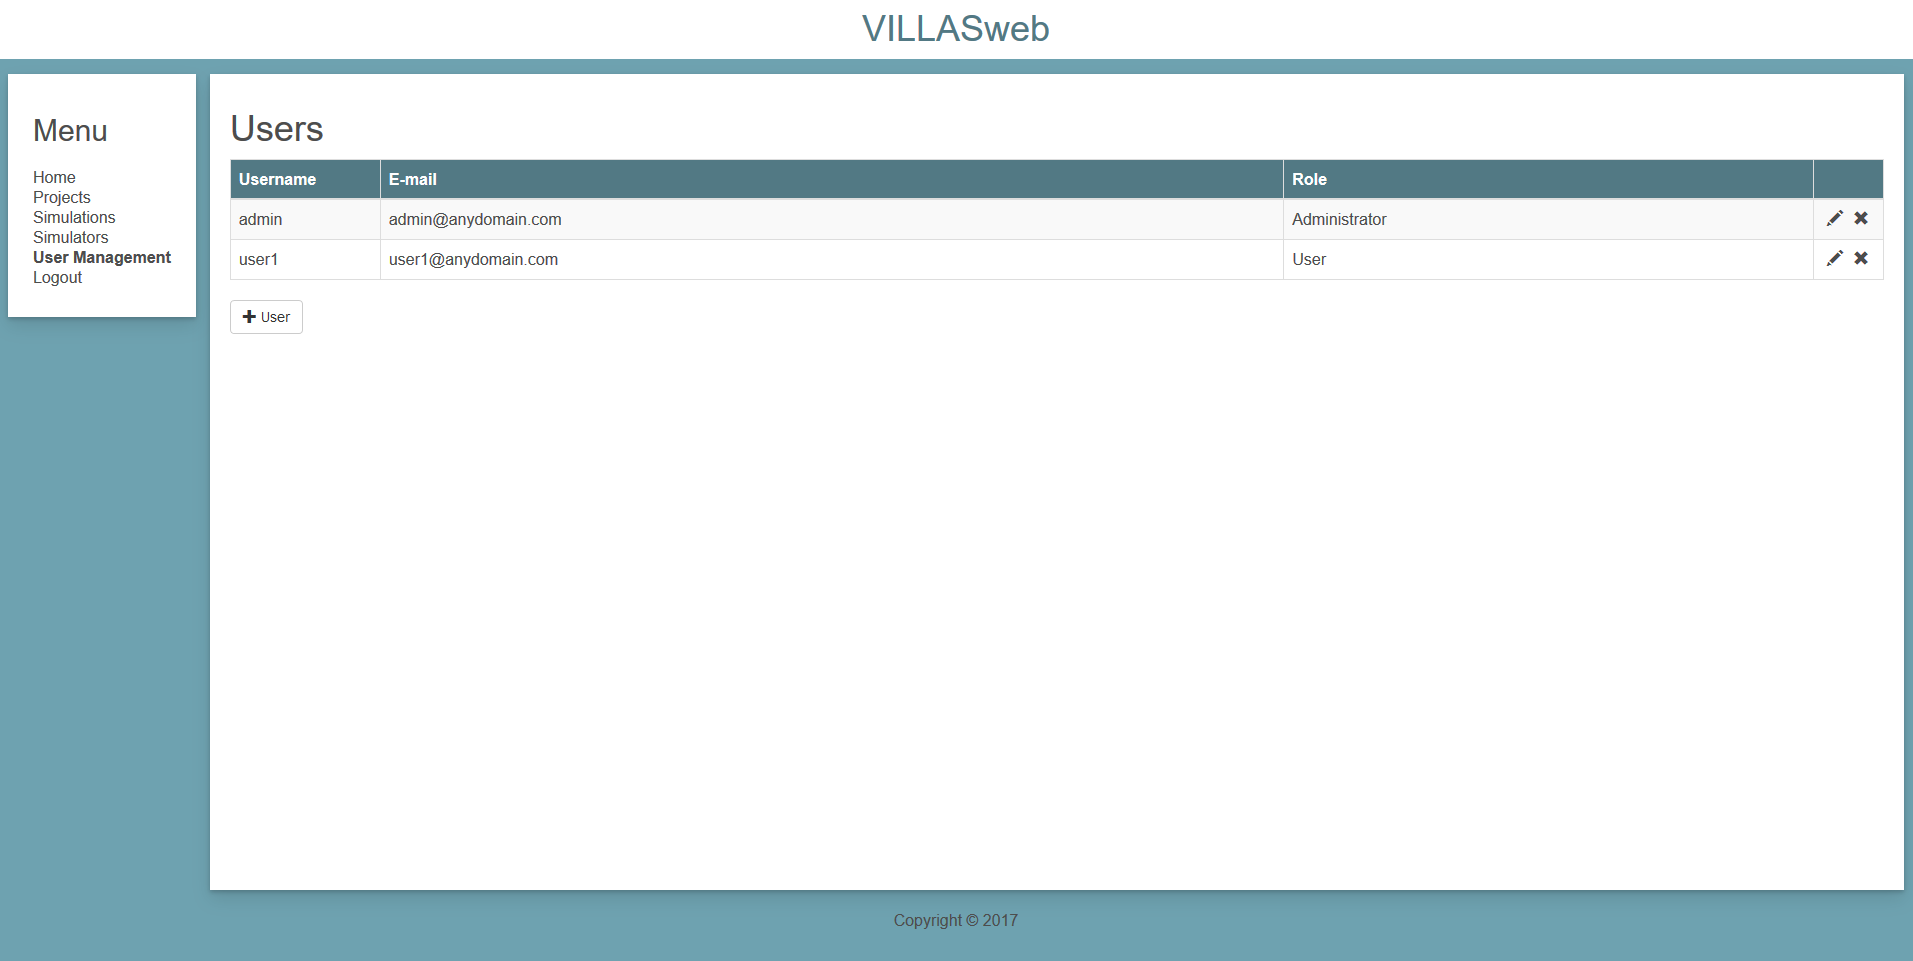 VILLASweb
Menu
Home
Projects
Simulations
Simulators
User Management
Logout
Users
Username E-mail Role
admin admin@anydomain.com Administrator
user1 user1@anydomain.com User
User
Copyright © 2017